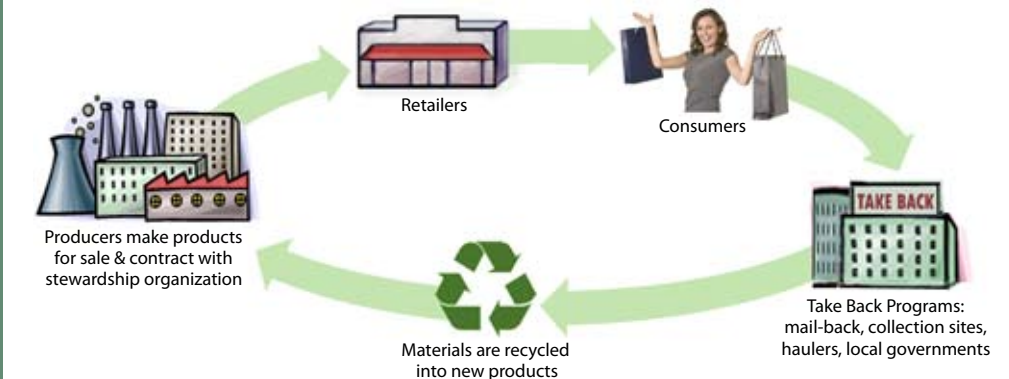 Retailers
Consumers
TAKE BACK
Producers make products
for sale & contract with
stewardship organization
Take Back Programs:
mail-back, collection sites,
haulers, local governments
Materials are recycled
into new products